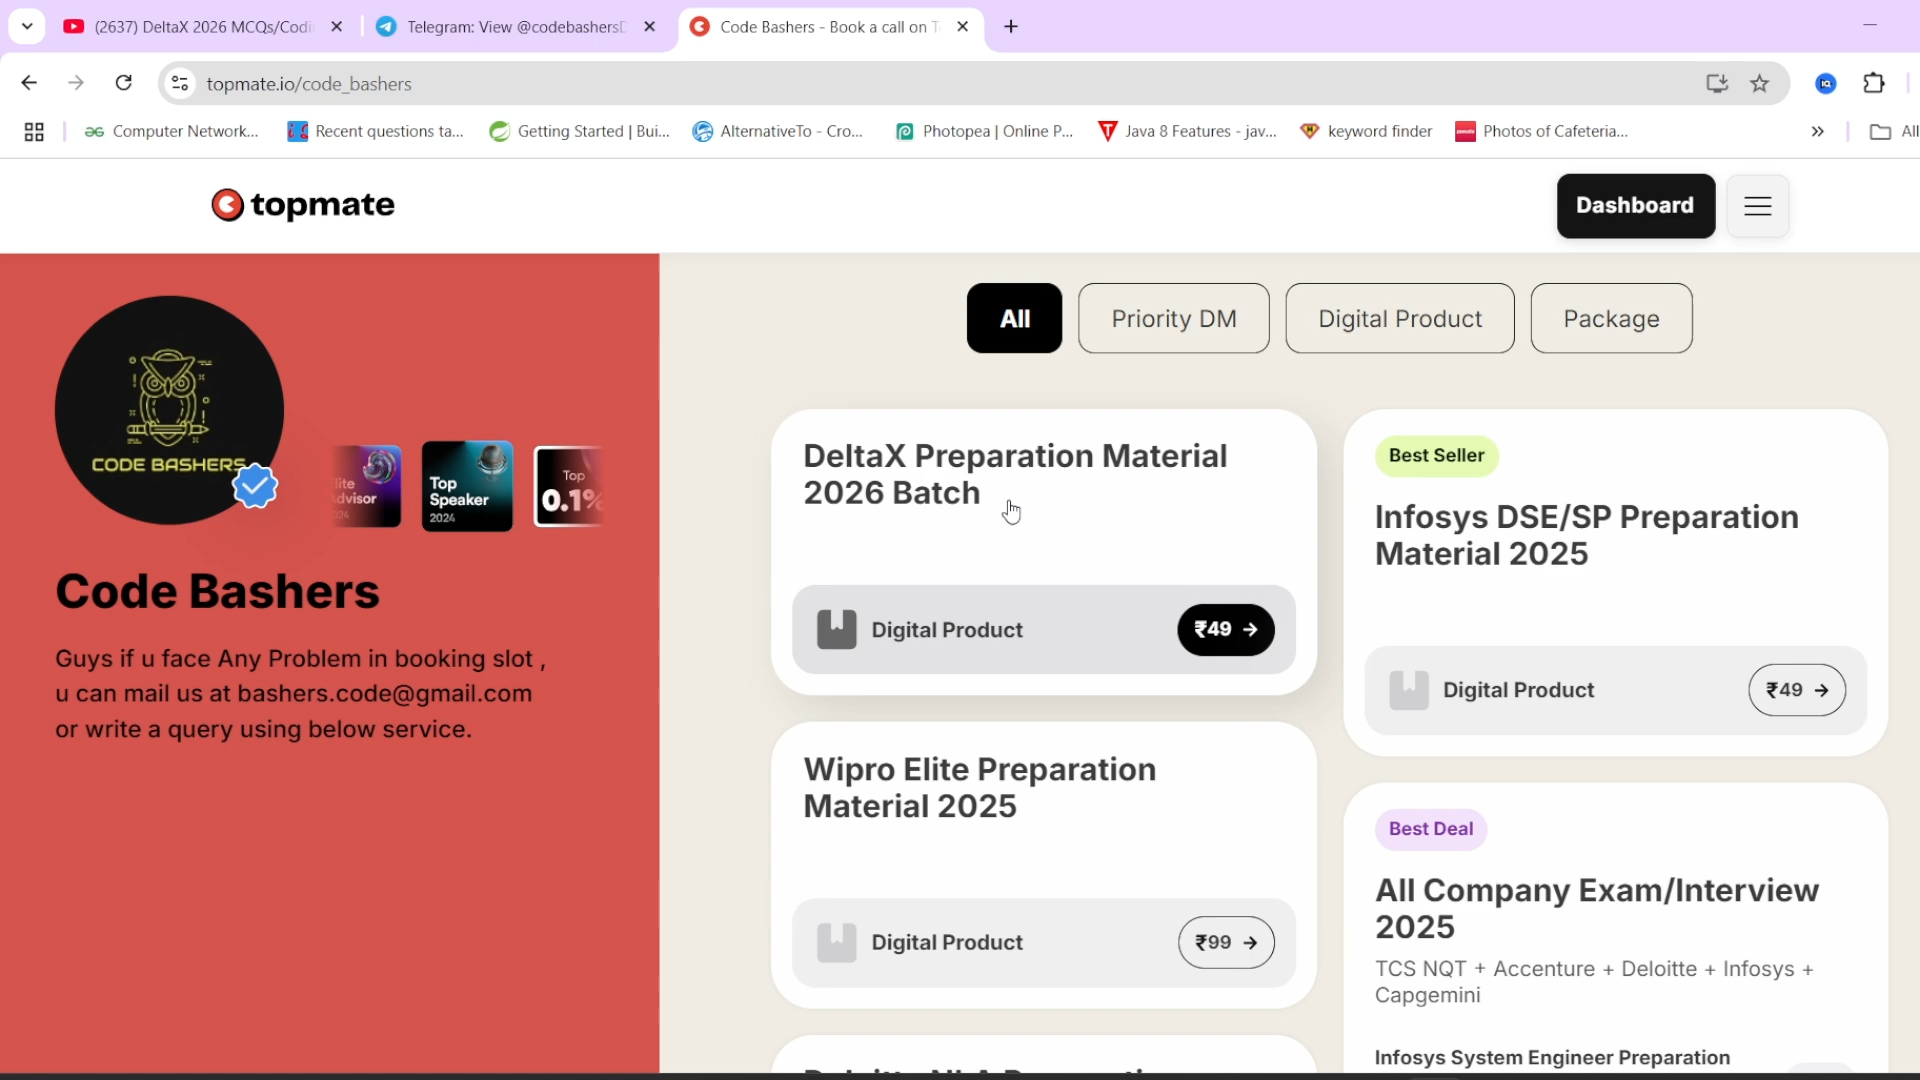 (2637) DeltaX 2026 MCQs/Codi
Telegram: View @codebashers
Code Bashers - Book a call on T
topmate.io/code_bashers
Computer Network...
Recent questions ta...
Getting Started | Bui...
AlternativeTo - Cro...
Photopea | Online P...
Java 8 Features - jav...
keyword finder
Photos of Cafeteria...
All
topmate
Dashboard
CODE BASHERS
lite
dvisor
Top
Speaker
2024
Top
0.1%
Code Bashers
Guys if u face Any Problem in booking slot ,
u can mail us at bashers.code@gmail.com
or write a query using below service.
All
Priority DM
Digital Product
Package
DeltaX Preparation Material
2026 Batch
Digital Product
₹49 →
Best Seller
Infosys DSE/SP Preparation
Material 2025
Digital Product
₹49 →
Wipro Elite Preparation
Material 2025
Digital Product
₹99 →
Best Deal
All Company Exam/Interview
2025
TCS NQT + Accenture + Deloitte + Infosys +
Capgemini
Infosys System Engineer Preparation